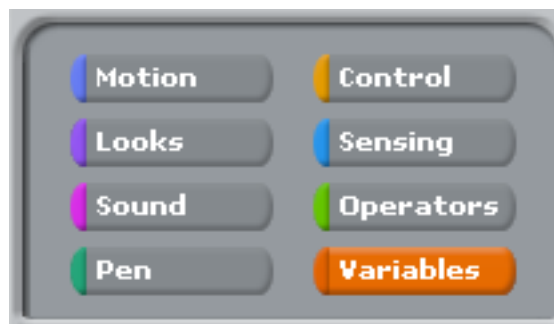 Motion
Control
Looks
Sensing
Sound
Operators
Pen
Variables